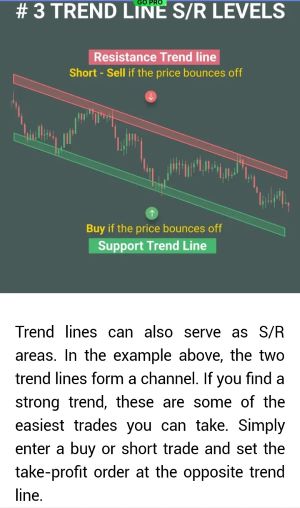 GO PRO
# 3 TREND LINE S/R LEVELS
Resistance Trend line
Short - Sell if the price bounces off
Buy if the price bounces off
Support Trend Line
Trend lines can also serve as S/R
areas. In the example above, the two
trend lines form a channel. If you find a
strong trend, these are some of the
easiest trades you can take. Simply
enter a buy or short trade and set the
take-profit order at the opposite trend
line.